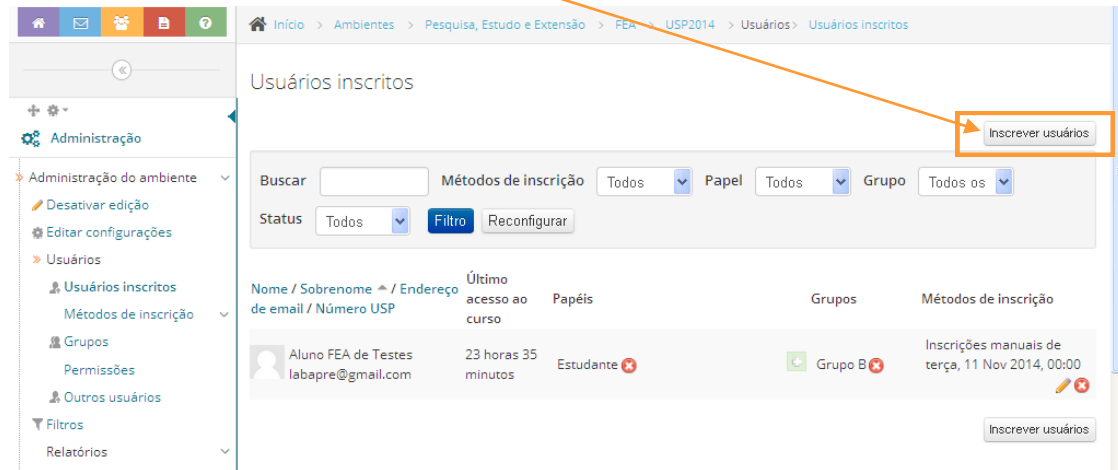 Início > Ambientes > Pesquisa, Estudo e Extensão > FEA > USP2014 > Usuários > Usuários inscritos
Usuários inscritos
Administração
Inscrever usuários
Administração do ambiente
Desativar edição
Editar configurações
Usuários
Usuários inscritos
Métodos de inscrição
Grupos
Permissões
Outros usuários
Filtros
Relatórios
Buscar Métodos de inscrição Todos Papel Todos Grupo Todos os
Status Todos Filtro Reconfigurar
Nome / Sobrenome / Endereço de email / Número USP
Último acesso ao curso
Papéis
Grupos
Métodos de inscrição
Aluno FEA de Testes
labapre@gmail.com
23 horas 35
minutos
Estudante
Grupo B
Inscrições manuais de
terça, 11 Nov 2014, 00:00
Inscrever usuários